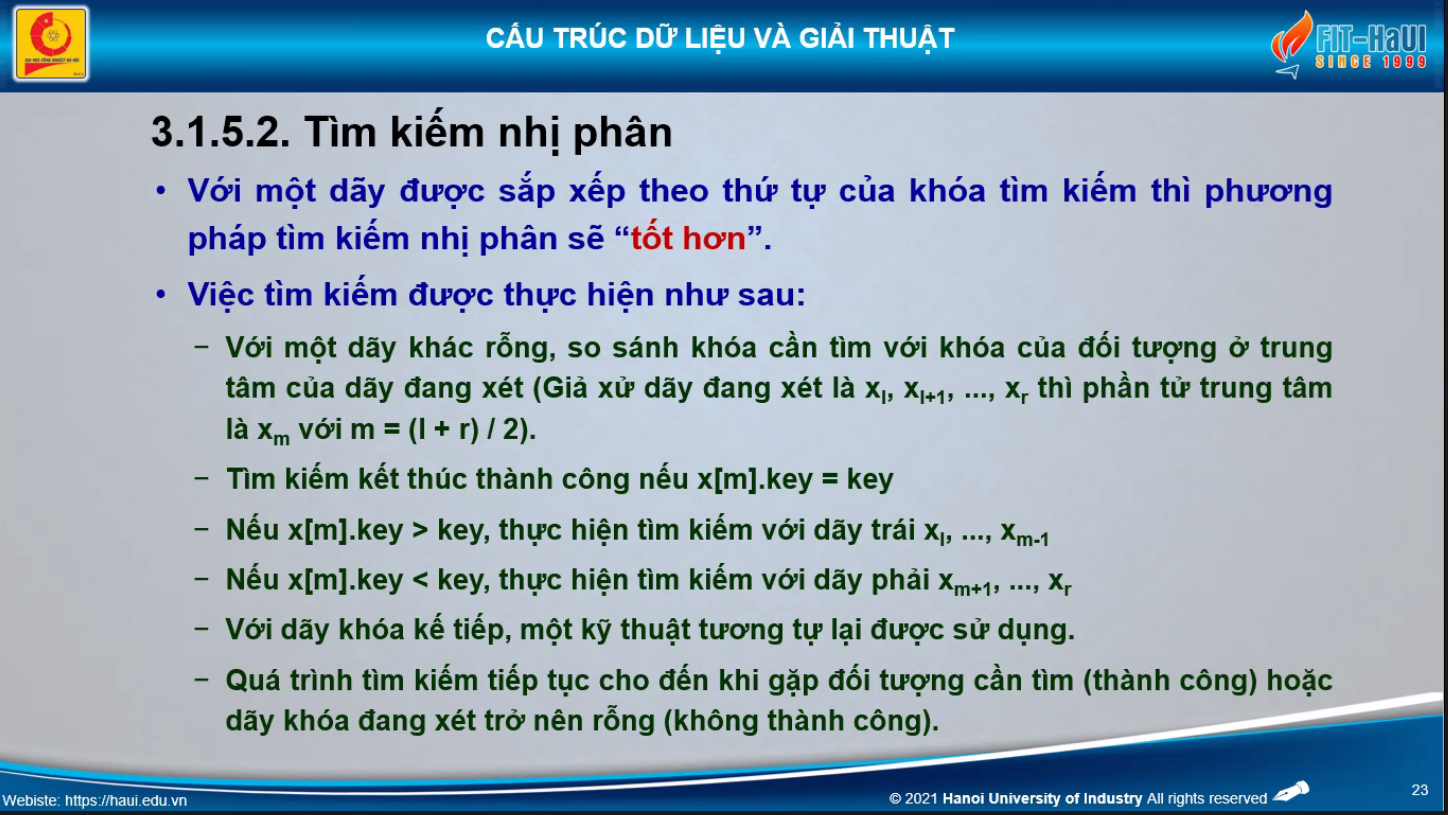 CẤU TRÚC DỮ LIỆU VÀ GIẢI THUẬT
FIT-HaUI
SINCE 1999
3.1.5.2. Tìm kiếm nhị phân
• Với một dãy được sắp xếp theo thứ tự của khóa tìm kiếm thì phương
pháp tìm kiếm nhị phân sẽ “tốt hơn”.
• Việc tìm kiếm được thực hiện như sau:
− Với một dãy khác rỗng, so sánh khóa cần tìm với khóa của đối tượng ở trung
tâm của dãy đang xét (Giả xử dãy đang xét là xl, xl+1, ..., xr thì phần tử trung tâm
là xm với m = (l + r) / 2).
− Tìm kiếm kết thúc thành công nếu x[m].key = key
− Nếu x[m].key > key, thực hiện tìm kiếm với dãy trái xl, ..., xm-1
− Nếu x[m].key < key, thực hiện tìm kiếm với dãy phải xm+1, ..., xr
− Với dãy khóa kế tiếp, một kỹ thuật tương tự lại được sử dụng.
− Quá trình tìm kiếm tiếp tục cho đến khi gặp đối tượng cần tìm (thành công) hoặc
dãy khóa đang xét trở nên rỗng (không thành công).
Webiste: https://haui.edu.vn
© 2021 Hanoi University of Industry All rights reserved
23